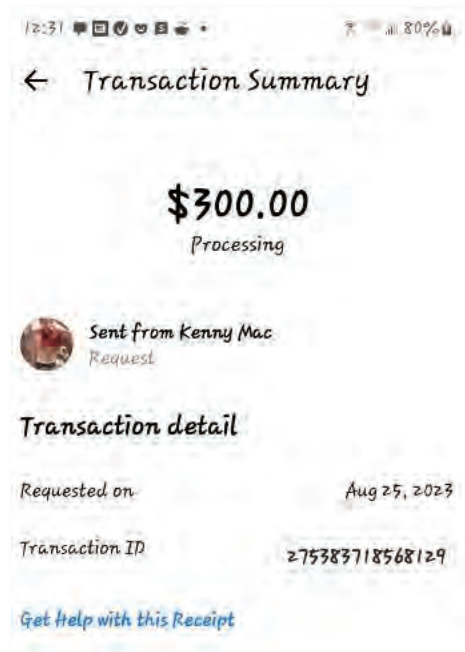 12:31 80%
← Transaction Summary
$300.00
Processing
Sent from Kenny Mac
Request
Transaction detail
Requested on Aug 25, 2023
Transaction ID 275383718568129
Get Help with this Receipt